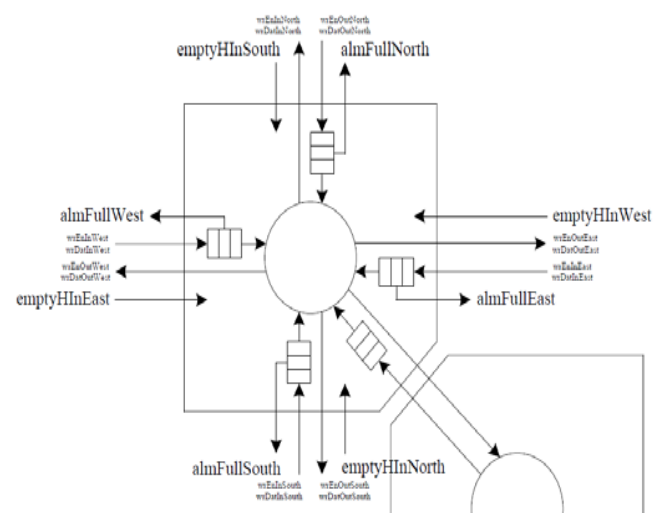 wrEnInNorth wrEnOutNorth
wrDatInNorth wrDatOutNorth
emptyHInSouth almFullNorth
almFullWest emptyHInWest
wrEnInWest wrEnOutEast
wrDatInWest wrDatOutEast
wrEnOutWest wrEnInEast
wrDatOutWest wrDatInEast
emptyHInEast almFullEast
almFullSouth emptyHInNorth
wrEnInSouth wrEnOutSouth
wrDatInSouth wrDatOutSouth